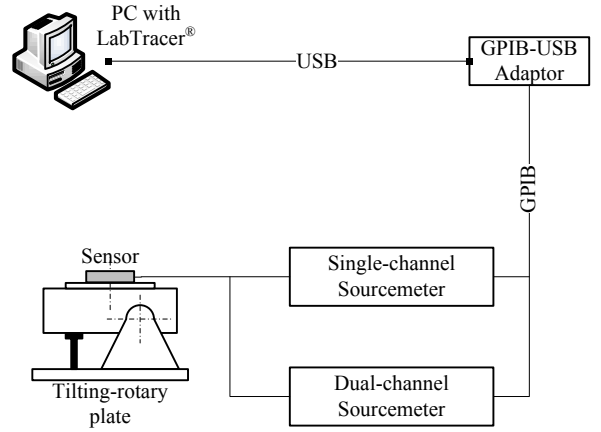 PC with
LabTracer®
USB
GPIB-USB
Adaptor
GPIB
Sensor
Single-channel
Sourcemeter
Tilting-rotary
plate
Dual-channel
Sourcemeter